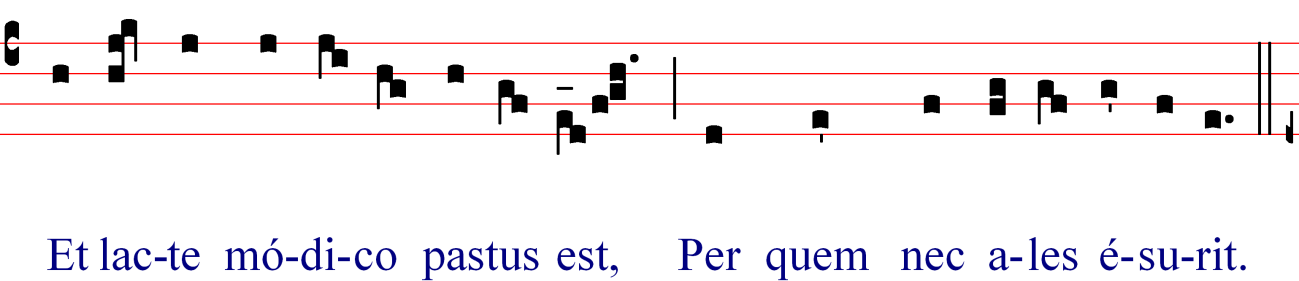 Et lac-te mó-di-co pastus est, Per quem nec a-les é-su-rit.